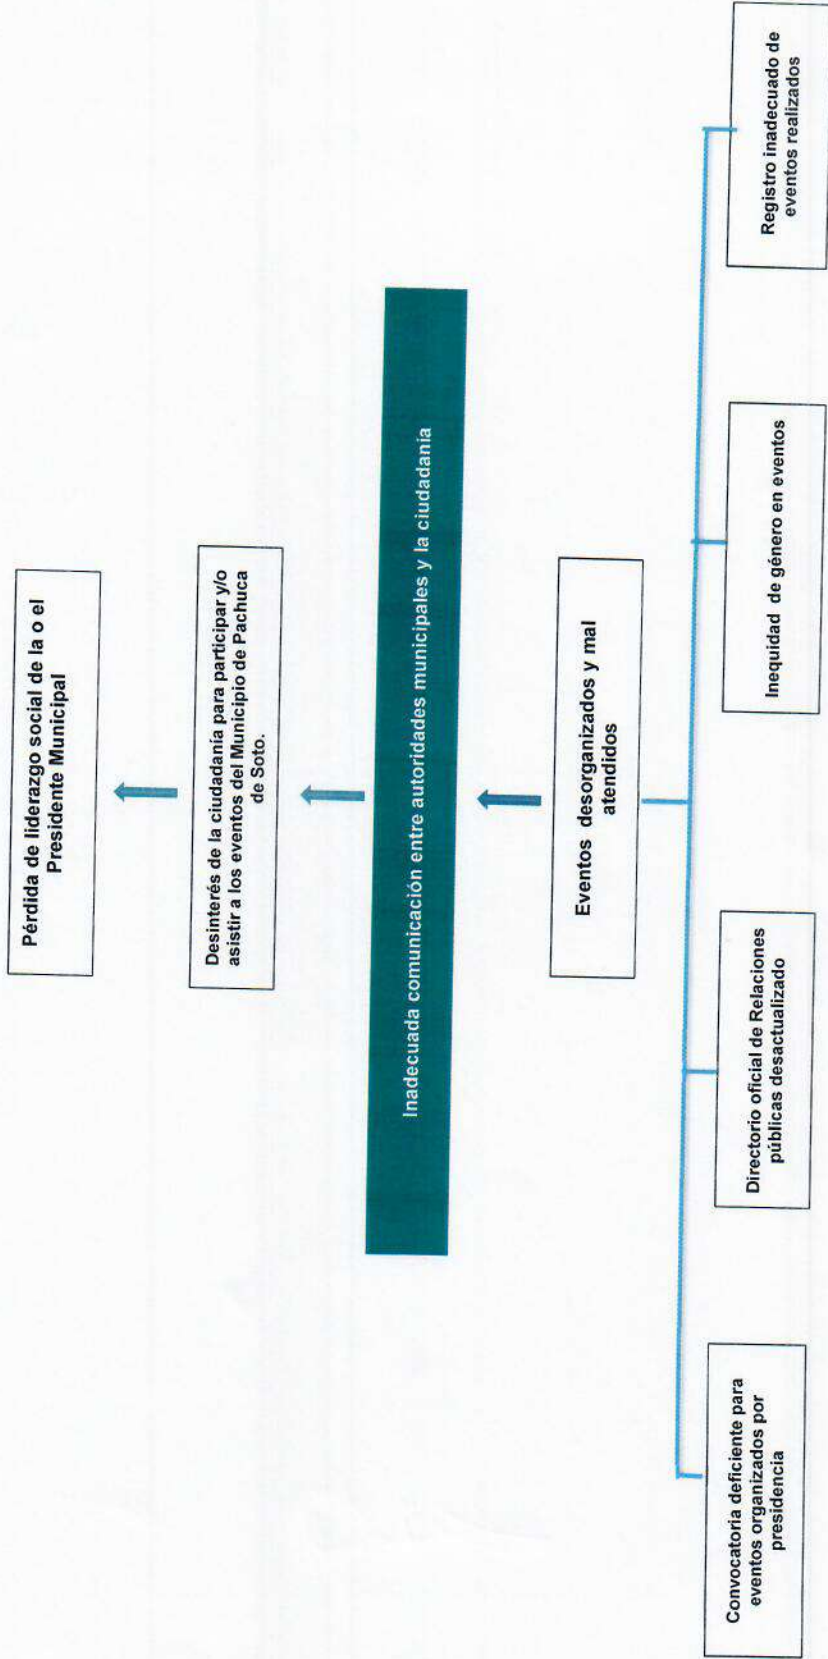 Pérdida de liderazgo social de la o el
Presidente Municipal
Desinterés de la ciudadanía para participar y/o
asistir a los eventos del Municipio de Pachuca
de Soto.
Inadecuada comunicación entre autoridades municipales y la ciudadanía
Eventos desorganizados y mal
atendidos
Convocatoria deficiente para
eventos organizados por
presidencia
Directorio oficial de Relaciones
públicas desactualizado
Inequidad de género en eventos
Registro inadecuado de
eventos realizados